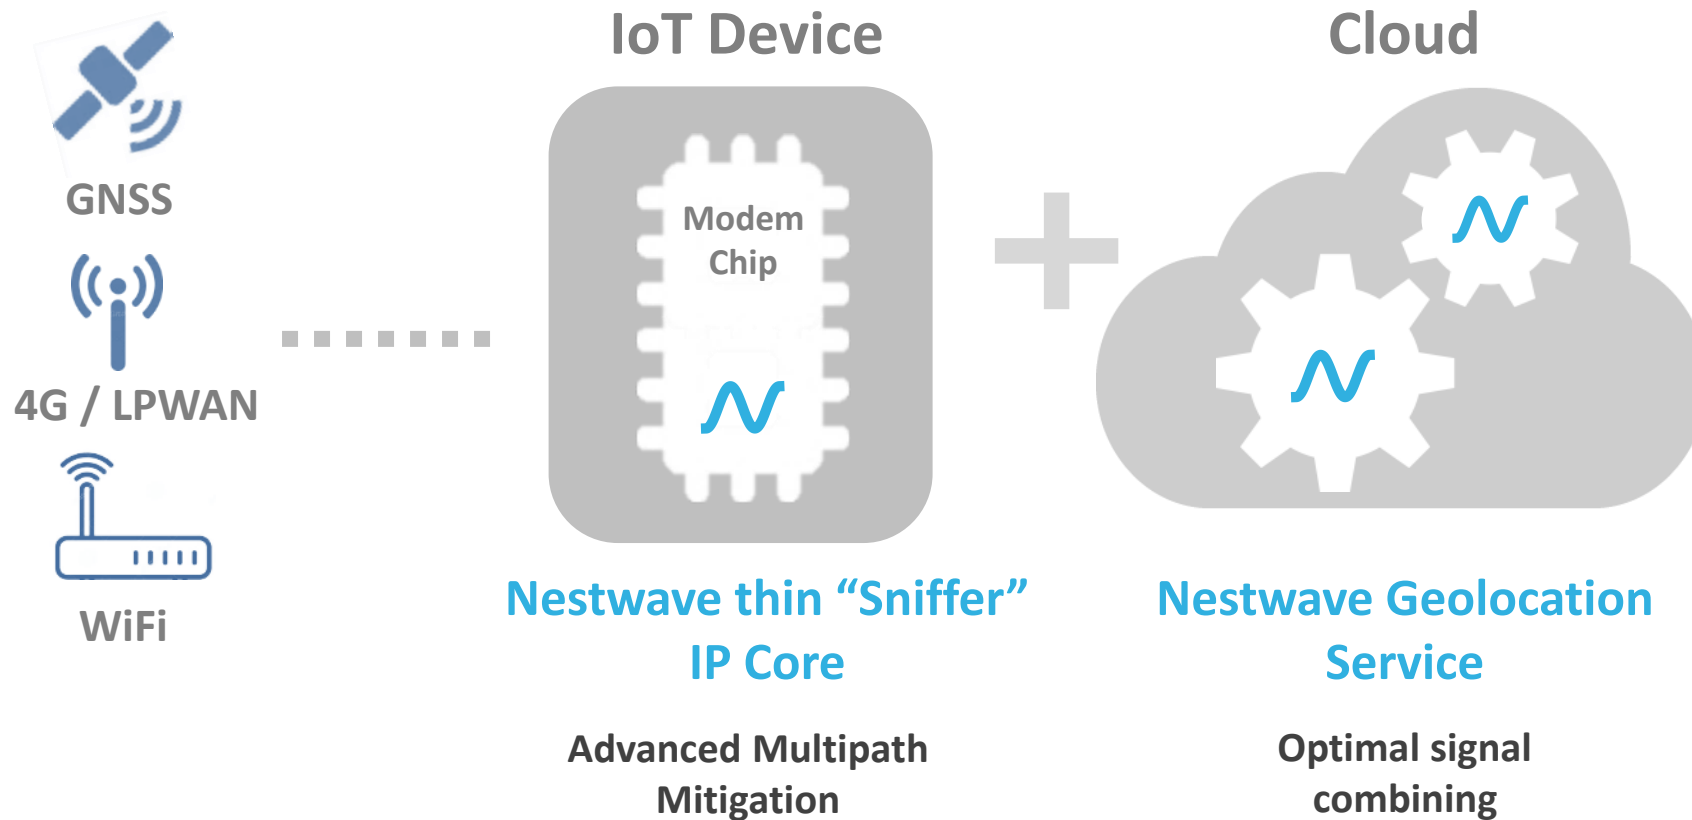 IoT Device
Cloud
GNSS
Modem
Chip
4G / LPWAN
WiFi
Nestwave thin “Sniffer”
IP Core
Nestwave Geolocation
Service
Advanced Multipath
Mitigation
Optimal signal
combining